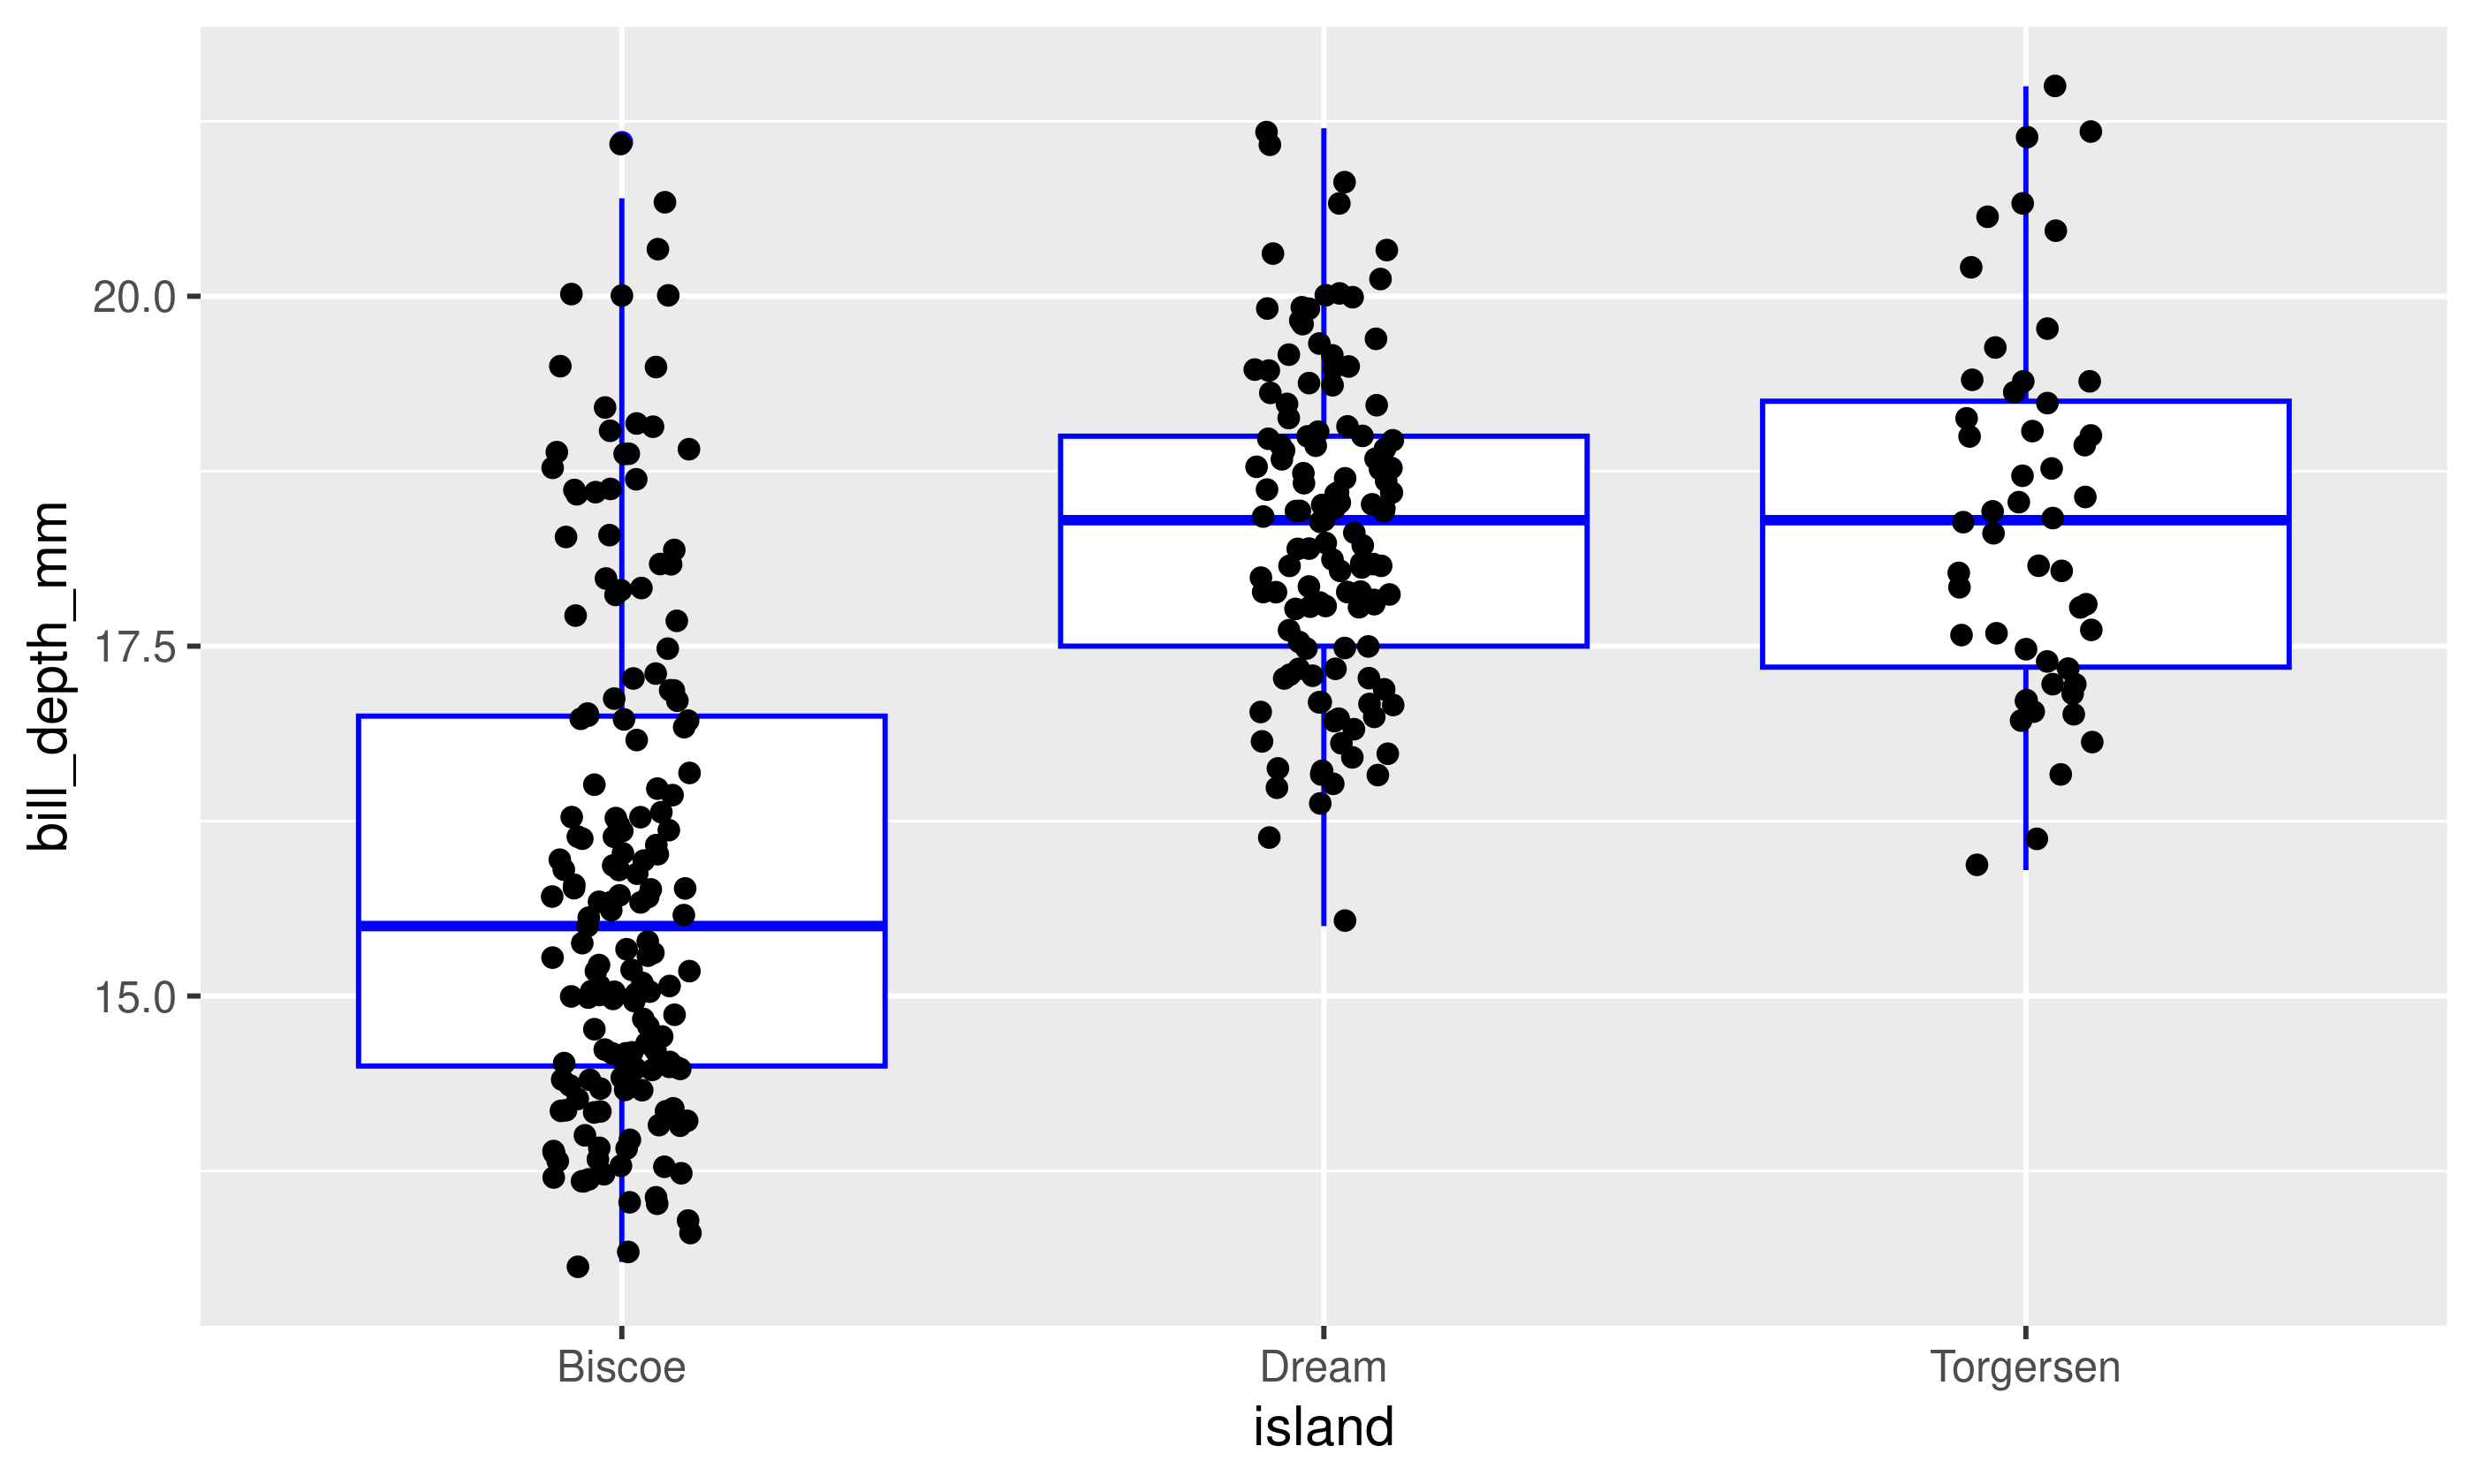 bill_depth_mm
20.0
17.5
15.0
Biscoe
Dream
Torgersen
island